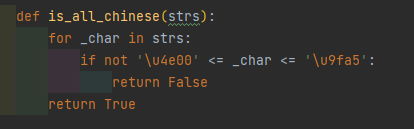 def is_all_chinese(strs):
    for _char in strs:
        if not '\u4e00' <= _char <= '\u9fa5':
            return False
    return True